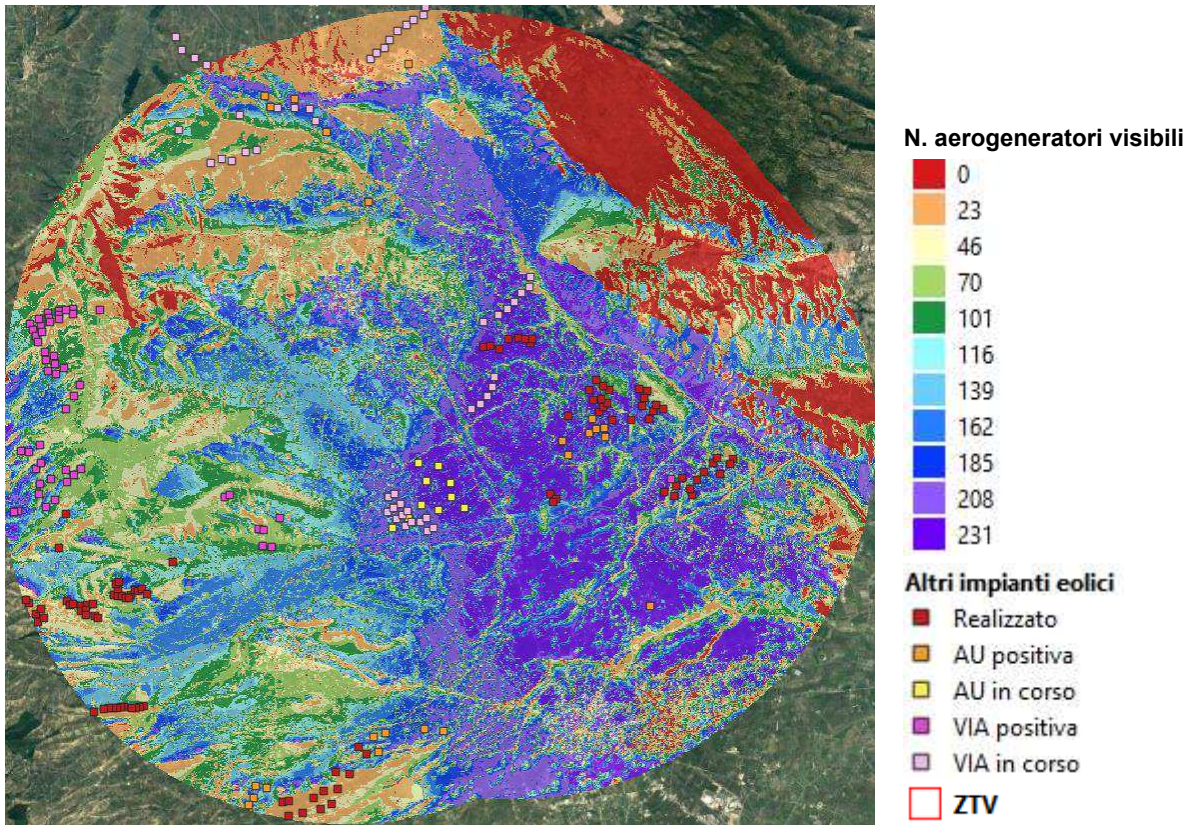 N. aerogeneratori visibili
0
23
46
70
101
116
139
162
185
208
231
Altri impianti eolici
Realizzato
AU positiva
AU in corso
VIA positiva
VIA in corso
ZTV